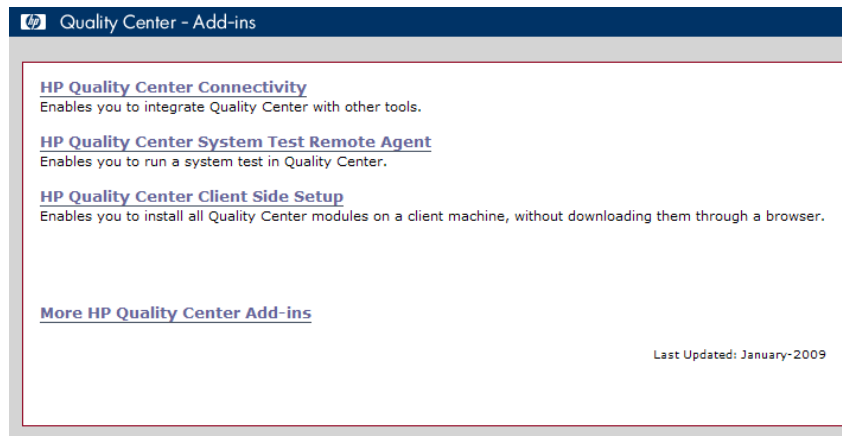 hp Quality Center - Add-ins
HP Quality Center Connectivity
Enables you to integrate Quality Center with other tools.
HP Quality Center System Test Remote Agent
Enables you to run a system test in Quality Center.
HP Quality Center Client Side Setup
Enables you to install all Quality Center modules on a client machine, without downloading them through a browser.
More HP Quality Center Add-ins
Last Updated: January-2009